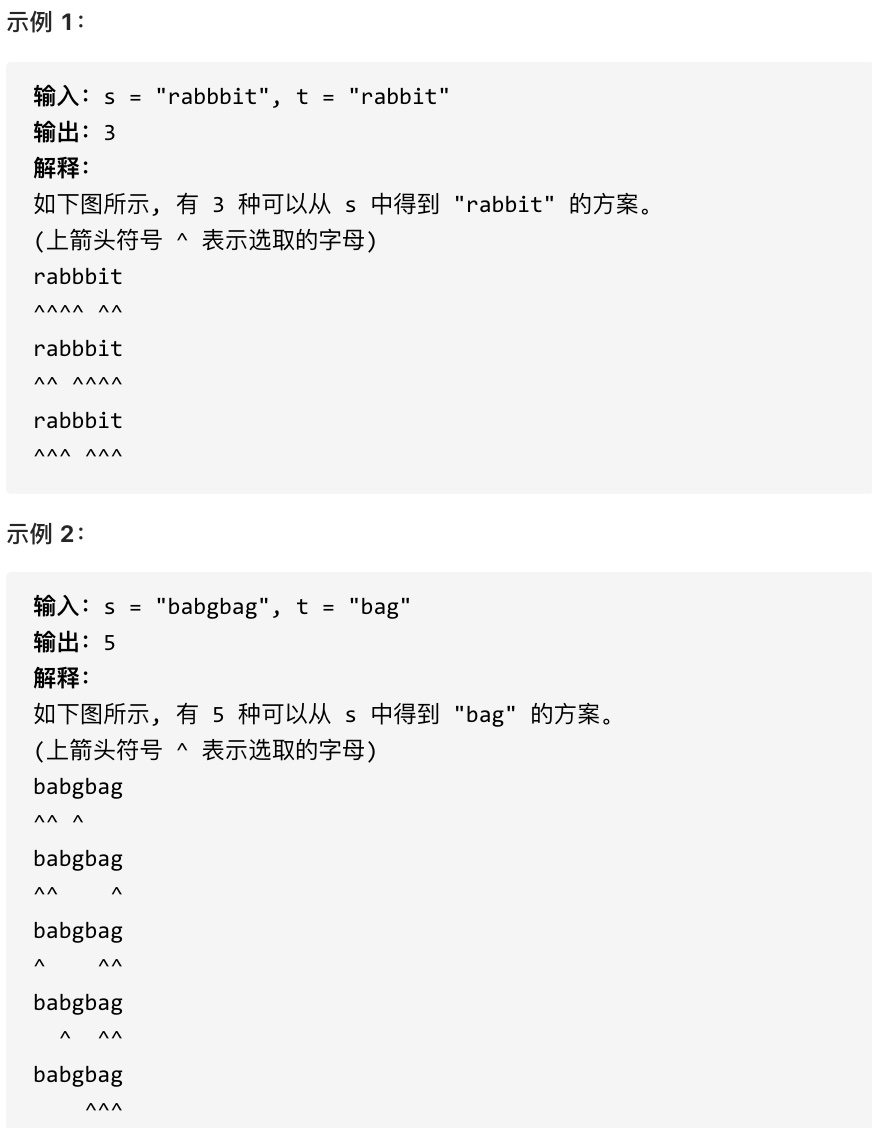 示例 1：
输入：s = "rabbbit", t = "rabbit"
输出：3
解释：
如下图所示, 有 3 种可以从 s 中得到 "rabbit" 的方案。
(上箭头符号 ^ 表示选取的字母)
rabbbit
^^^^ ^^
rabbbit
^^ ^^^^
rabbbit
^^^ ^^^
示例 2：
输入：s = "babgbag", t = "bag"
输出：5
解释：
如下图所示, 有 5 种可以从 s 中得到 "bag" 的方案。
(上箭头符号 ^ 表示选取的字母)
babgbag
^^ ^
babgbag
^^    ^
babgbag
^    ^^
babgbag
  ^  ^^
babgbag
    ^^^